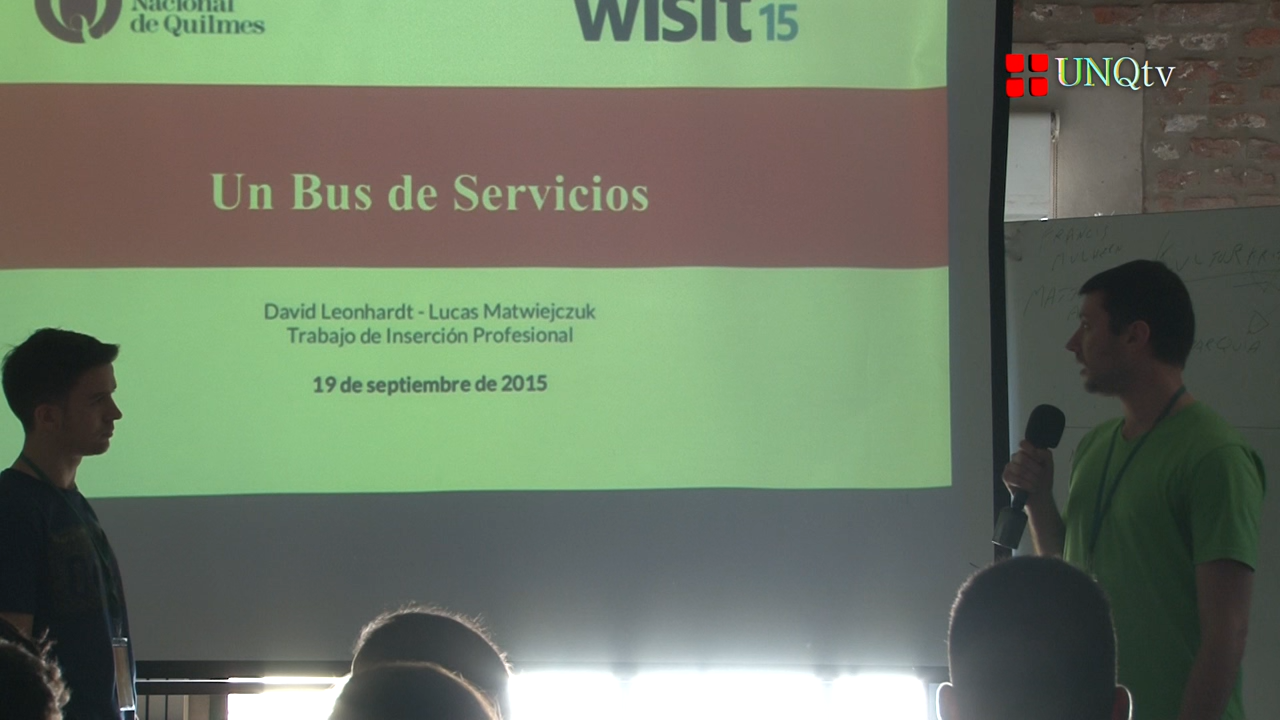 Nacional
de Quilmes
wisit 15
UNQtv
Un Bus de Servicios
David Leonhardt - Lucas Matwiejczuk
Trabajo de Inserción Profesional
19 de septiembre de 2015